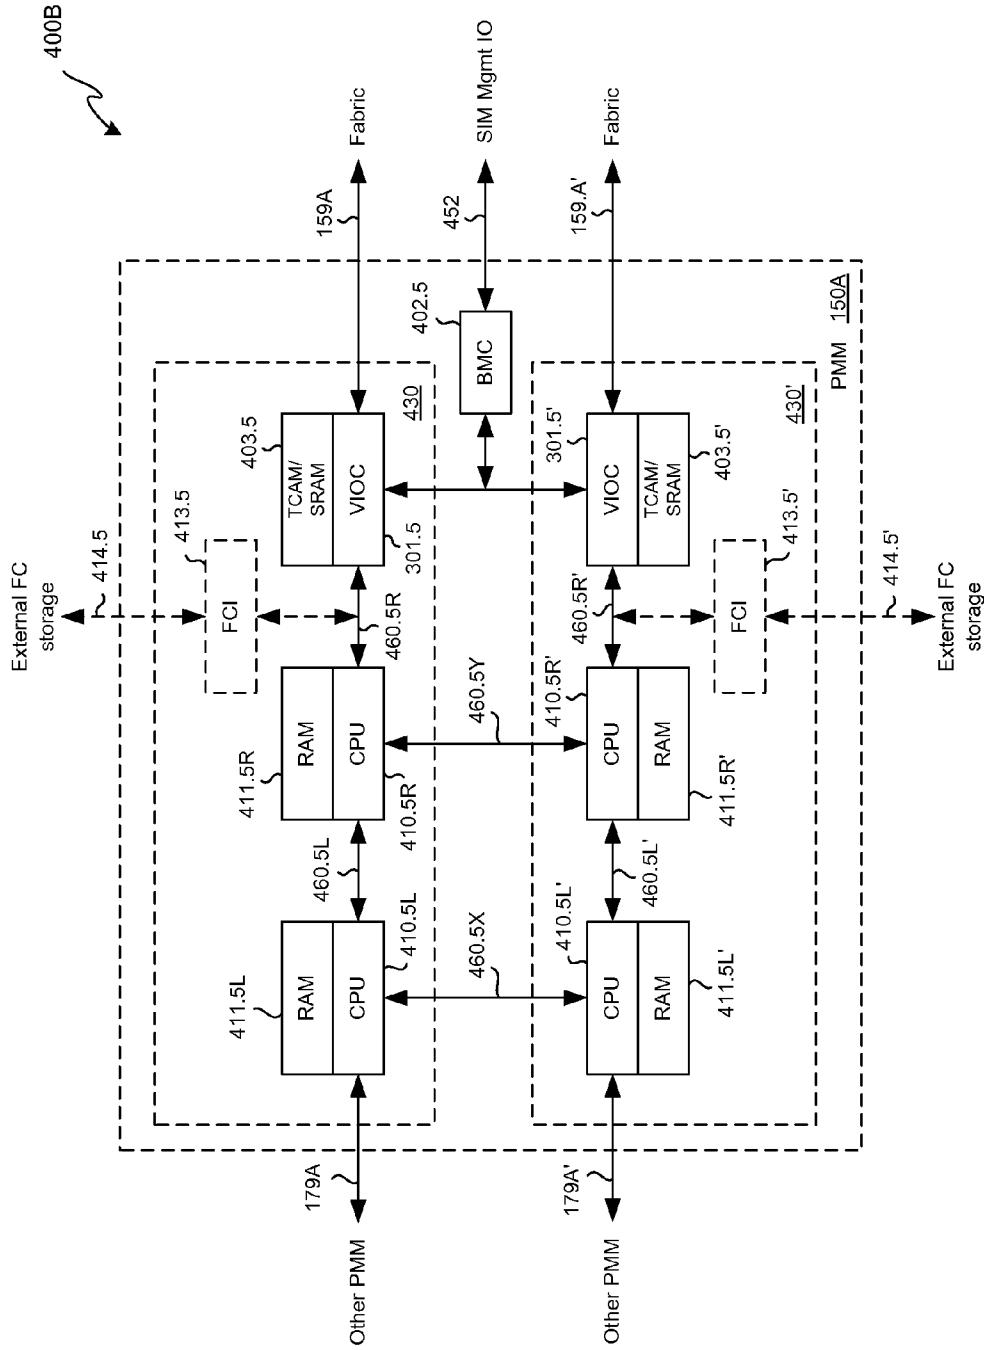 400B
External FC
storage
414.5
413.5
FCI
Other PMM
179A
411.5L
RAM
CPU
410.5L
460.5L
411.5R
RAM
CPU
410.5R
460.5R
403.5
TCAM/
SRAM
VIOC
301.5
430
159A
Fabric
460.5X
460.5Y
402.5
BMC
452
SIM Mgmt IO
Other PMM
179A'
410.5L'
CPU
RAM
411.5L'
460.5L'
410.5R'
CPU
RAM
411.5R'
460.5R'
301.5'
VIOC
TCAM/
SRAM
403.5'
159.A'
Fabric
FCI
413.5'
430'
PMM 150A
414.5'
External FC
storage